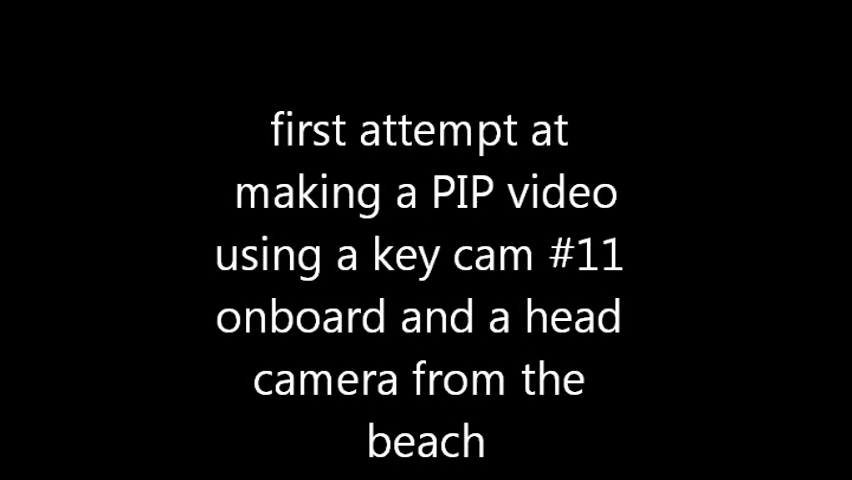 first attempt at
making a PIP video
using a key cam #11
onboard and a head
camera from the
beach